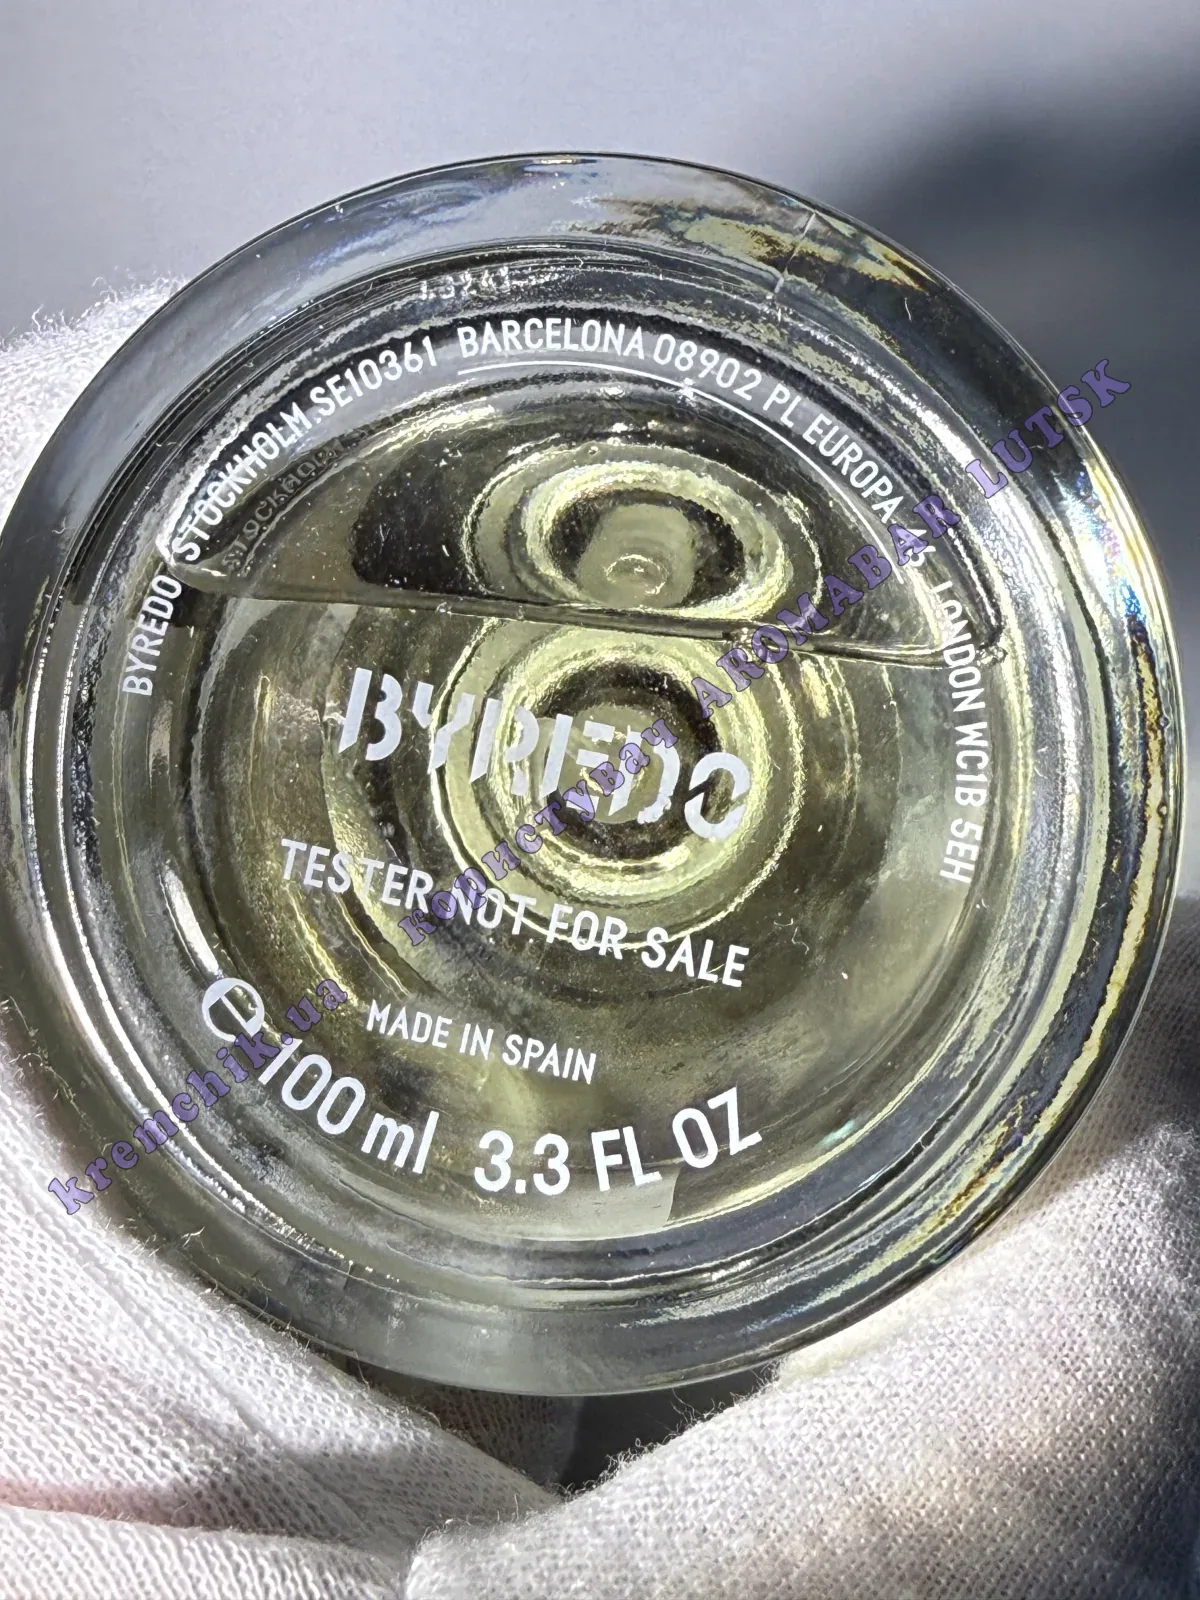 BYREDO STOCKHOLM.SE10361 BARCELONA 08902 PL EUROPA LONDON WC1B 5EH
BYREDO
TESTER NOT FOR SALE
MADE IN SPAIN
e 100 ml 3.3 FL OZ
kremchik.ua користувач AROMABAR LUTSK